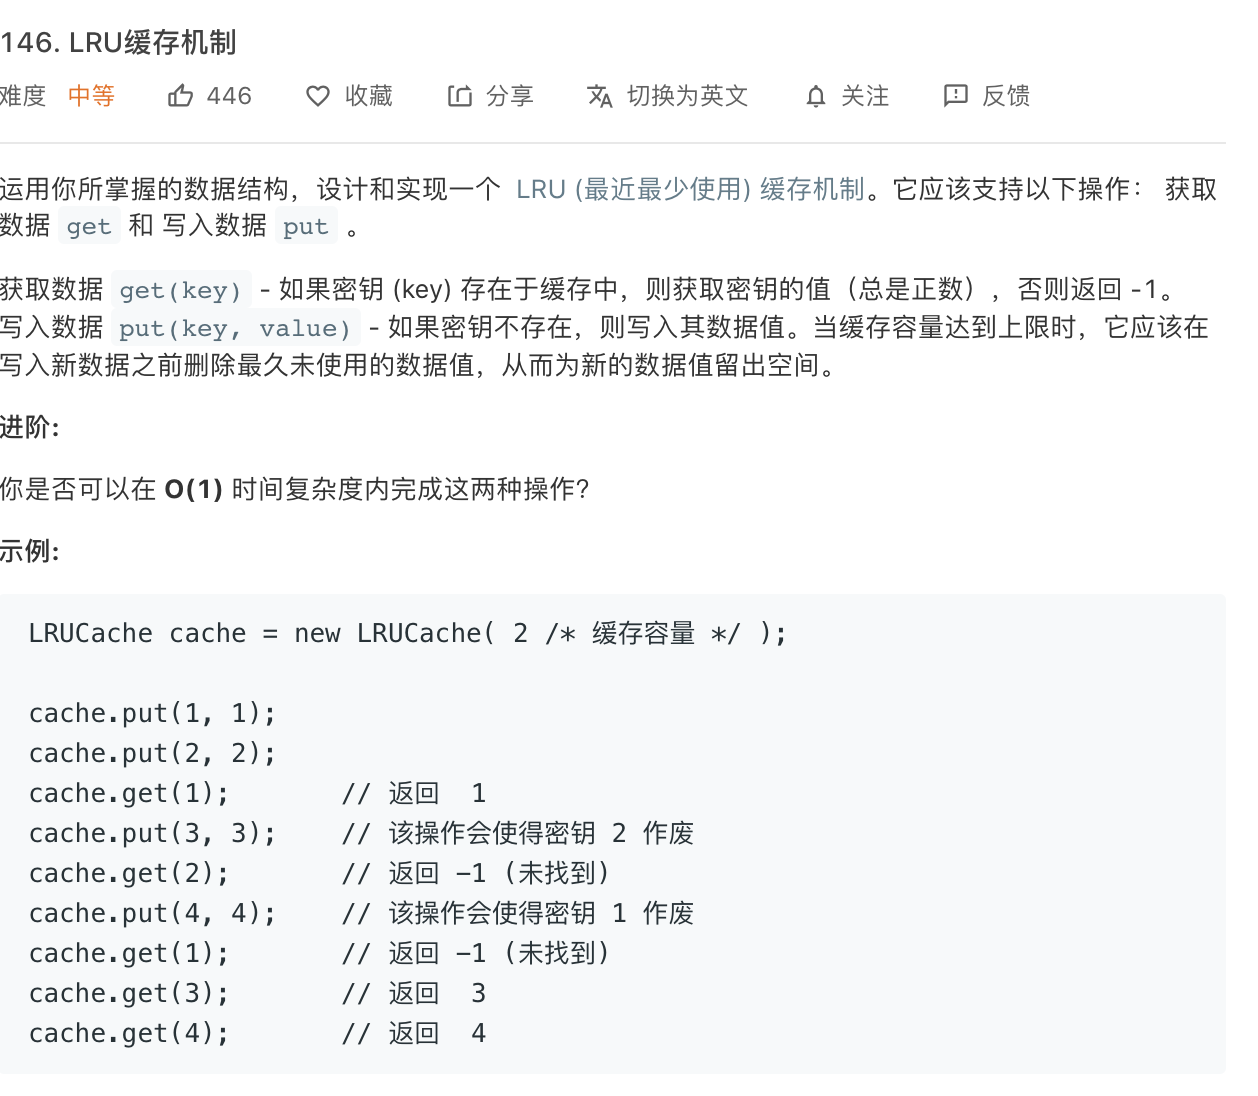 146. LRU缓存机制
难度 中等 446 收藏 分享 切换为英文 关注 反馈
运用你所掌握的数据结构，设计和实现一个 LRU (最近最少使用) 缓存机制。它应该支持以下操作： 获取
数据 get 和 写入数据 put 。
获取数据 get(key) - 如果密钥 (key) 存在于缓存中，则获取密钥的值（总是正数），否则返回 -1。
写入数据 put(key, value) - 如果密钥不存在，则写入其数据值。当缓存容量达到上限时，它应该在
写入新数据之前删除最久未使用的数据值，从而为新的数据值留出空间。
进阶:
你是否可以在 O(1) 时间复杂度内完成这两种操作？
示例:
LRUCache cache = new LRUCache( 2 /* 缓存容量 */ );
cache.put(1, 1);
cache.put(2, 2);
cache.get(1);       // 返回  1
cache.put(3, 3);    // 该操作会使得密钥 2 作废
cache.get(2);       // 返回 -1 (未找到)
cache.put(4, 4);    // 该操作会使得密钥 1 作废
cache.get(1);       // 返回 -1 (未找到)
cache.get(3);       // 返回  3
cache.get(4);       // 返回  4